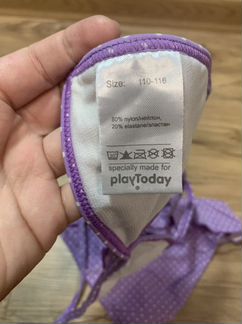 Size: 110-116
80% nylon/нейлон,
20% elastane/эластан
specially made for
playToday